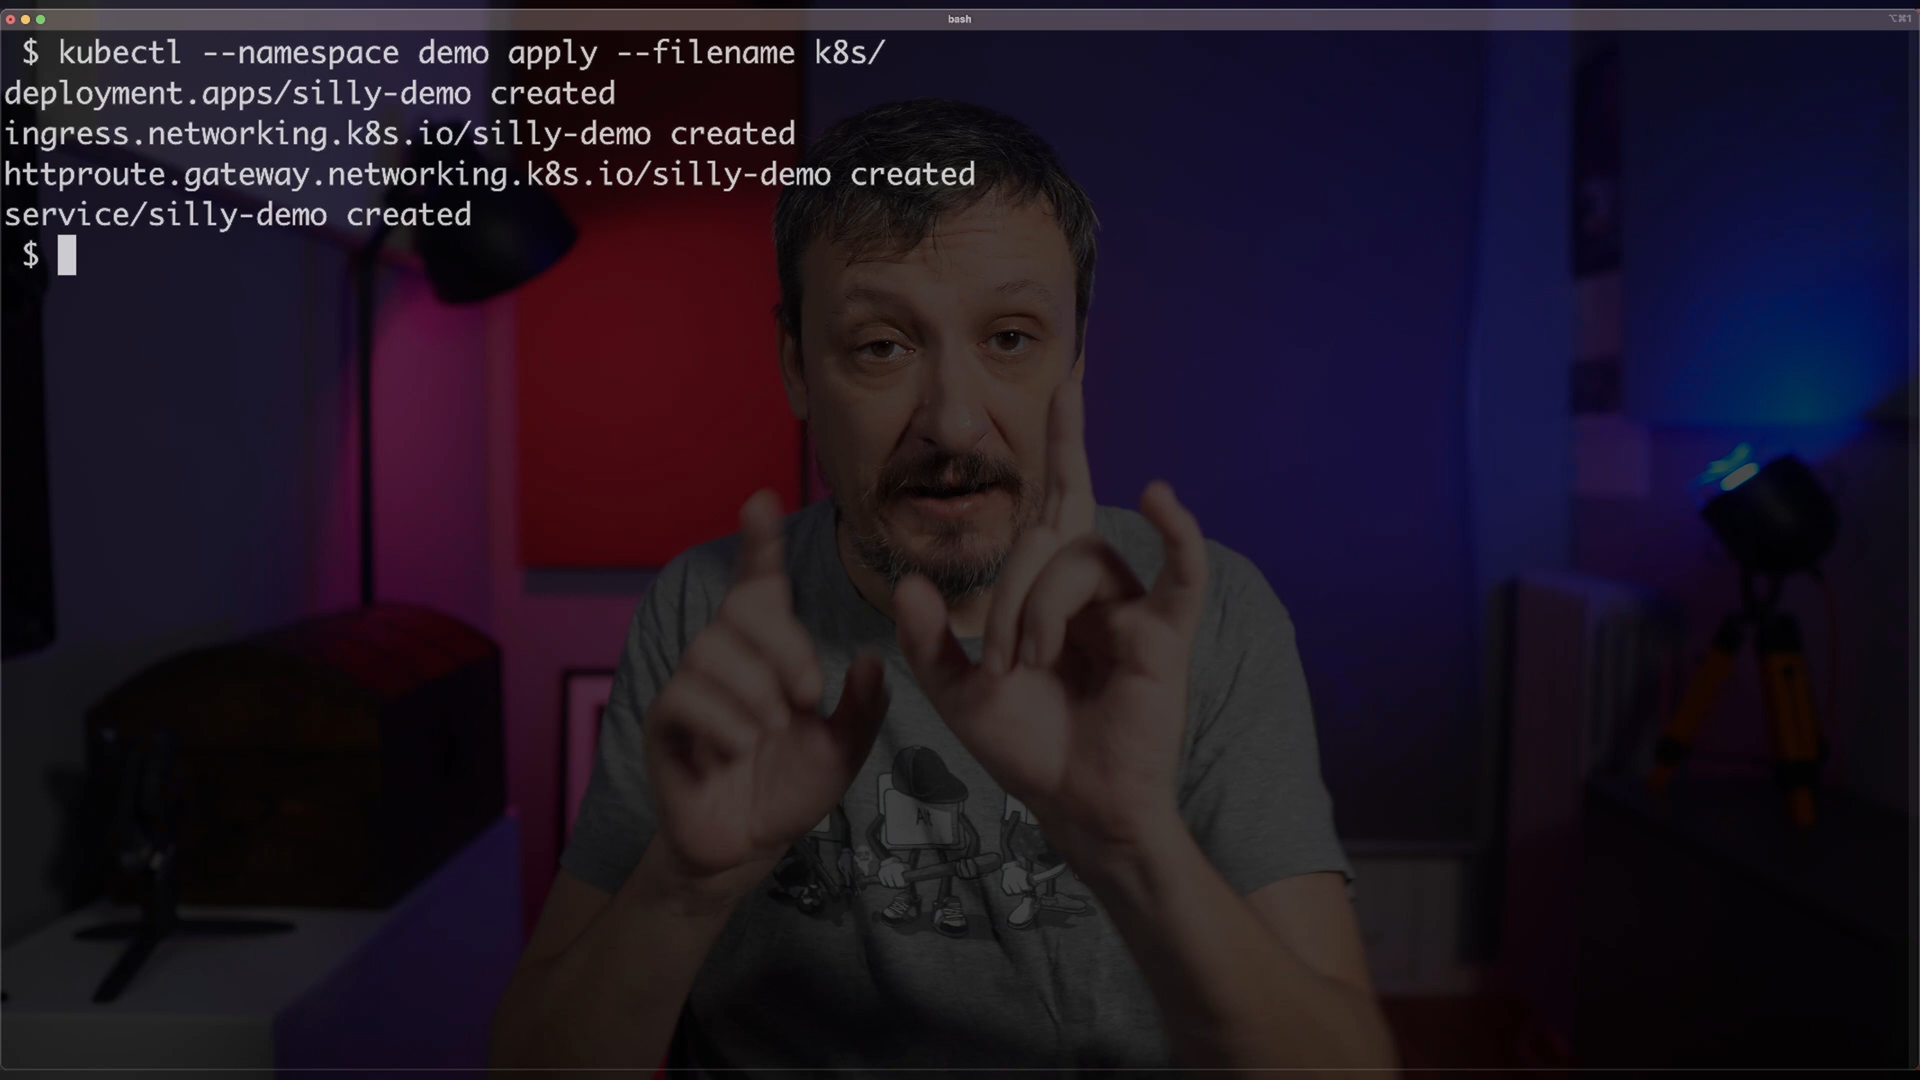 bash
⌥⌘1
$ kubectl --namespace demo apply --filename k8s/
deployment.apps/silly-demo created
ingress.networking.k8s.io/silly-demo created
httproute.gateway.networking.k8s.io/silly-demo created
service/silly-demo created
$